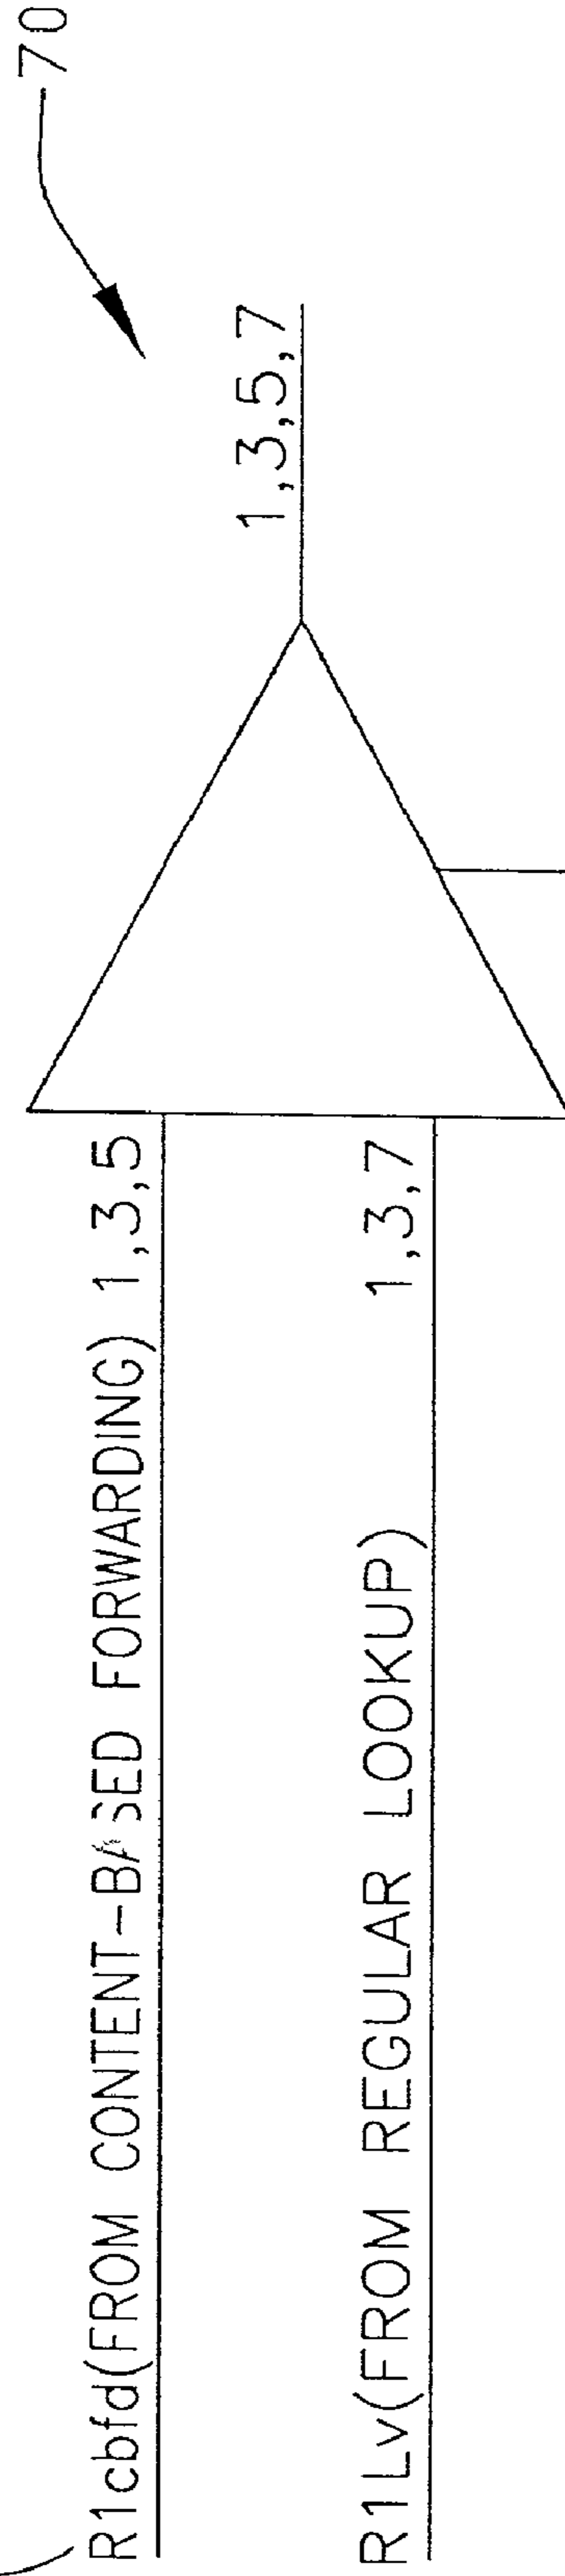 70
R1cbfd(FROM CONTENT-BASED FORWARDING) 1,3,5
1,3,5,7
R1Lv(FROM REGULAR LOOKUP) 1,3,7